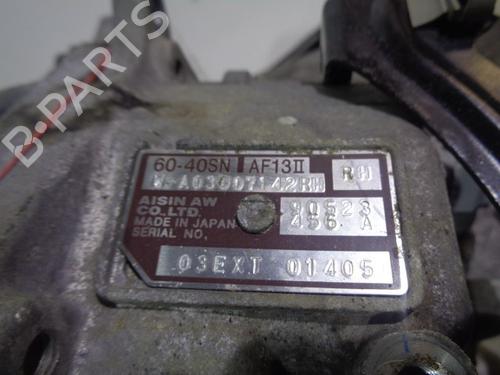 B-PARTS
60-40SN AF13II
RH
AISIN AW
CO.,LTD.
90523
MADE IN JAPAN
456 A
SERIAL NO,
03EXT 01405